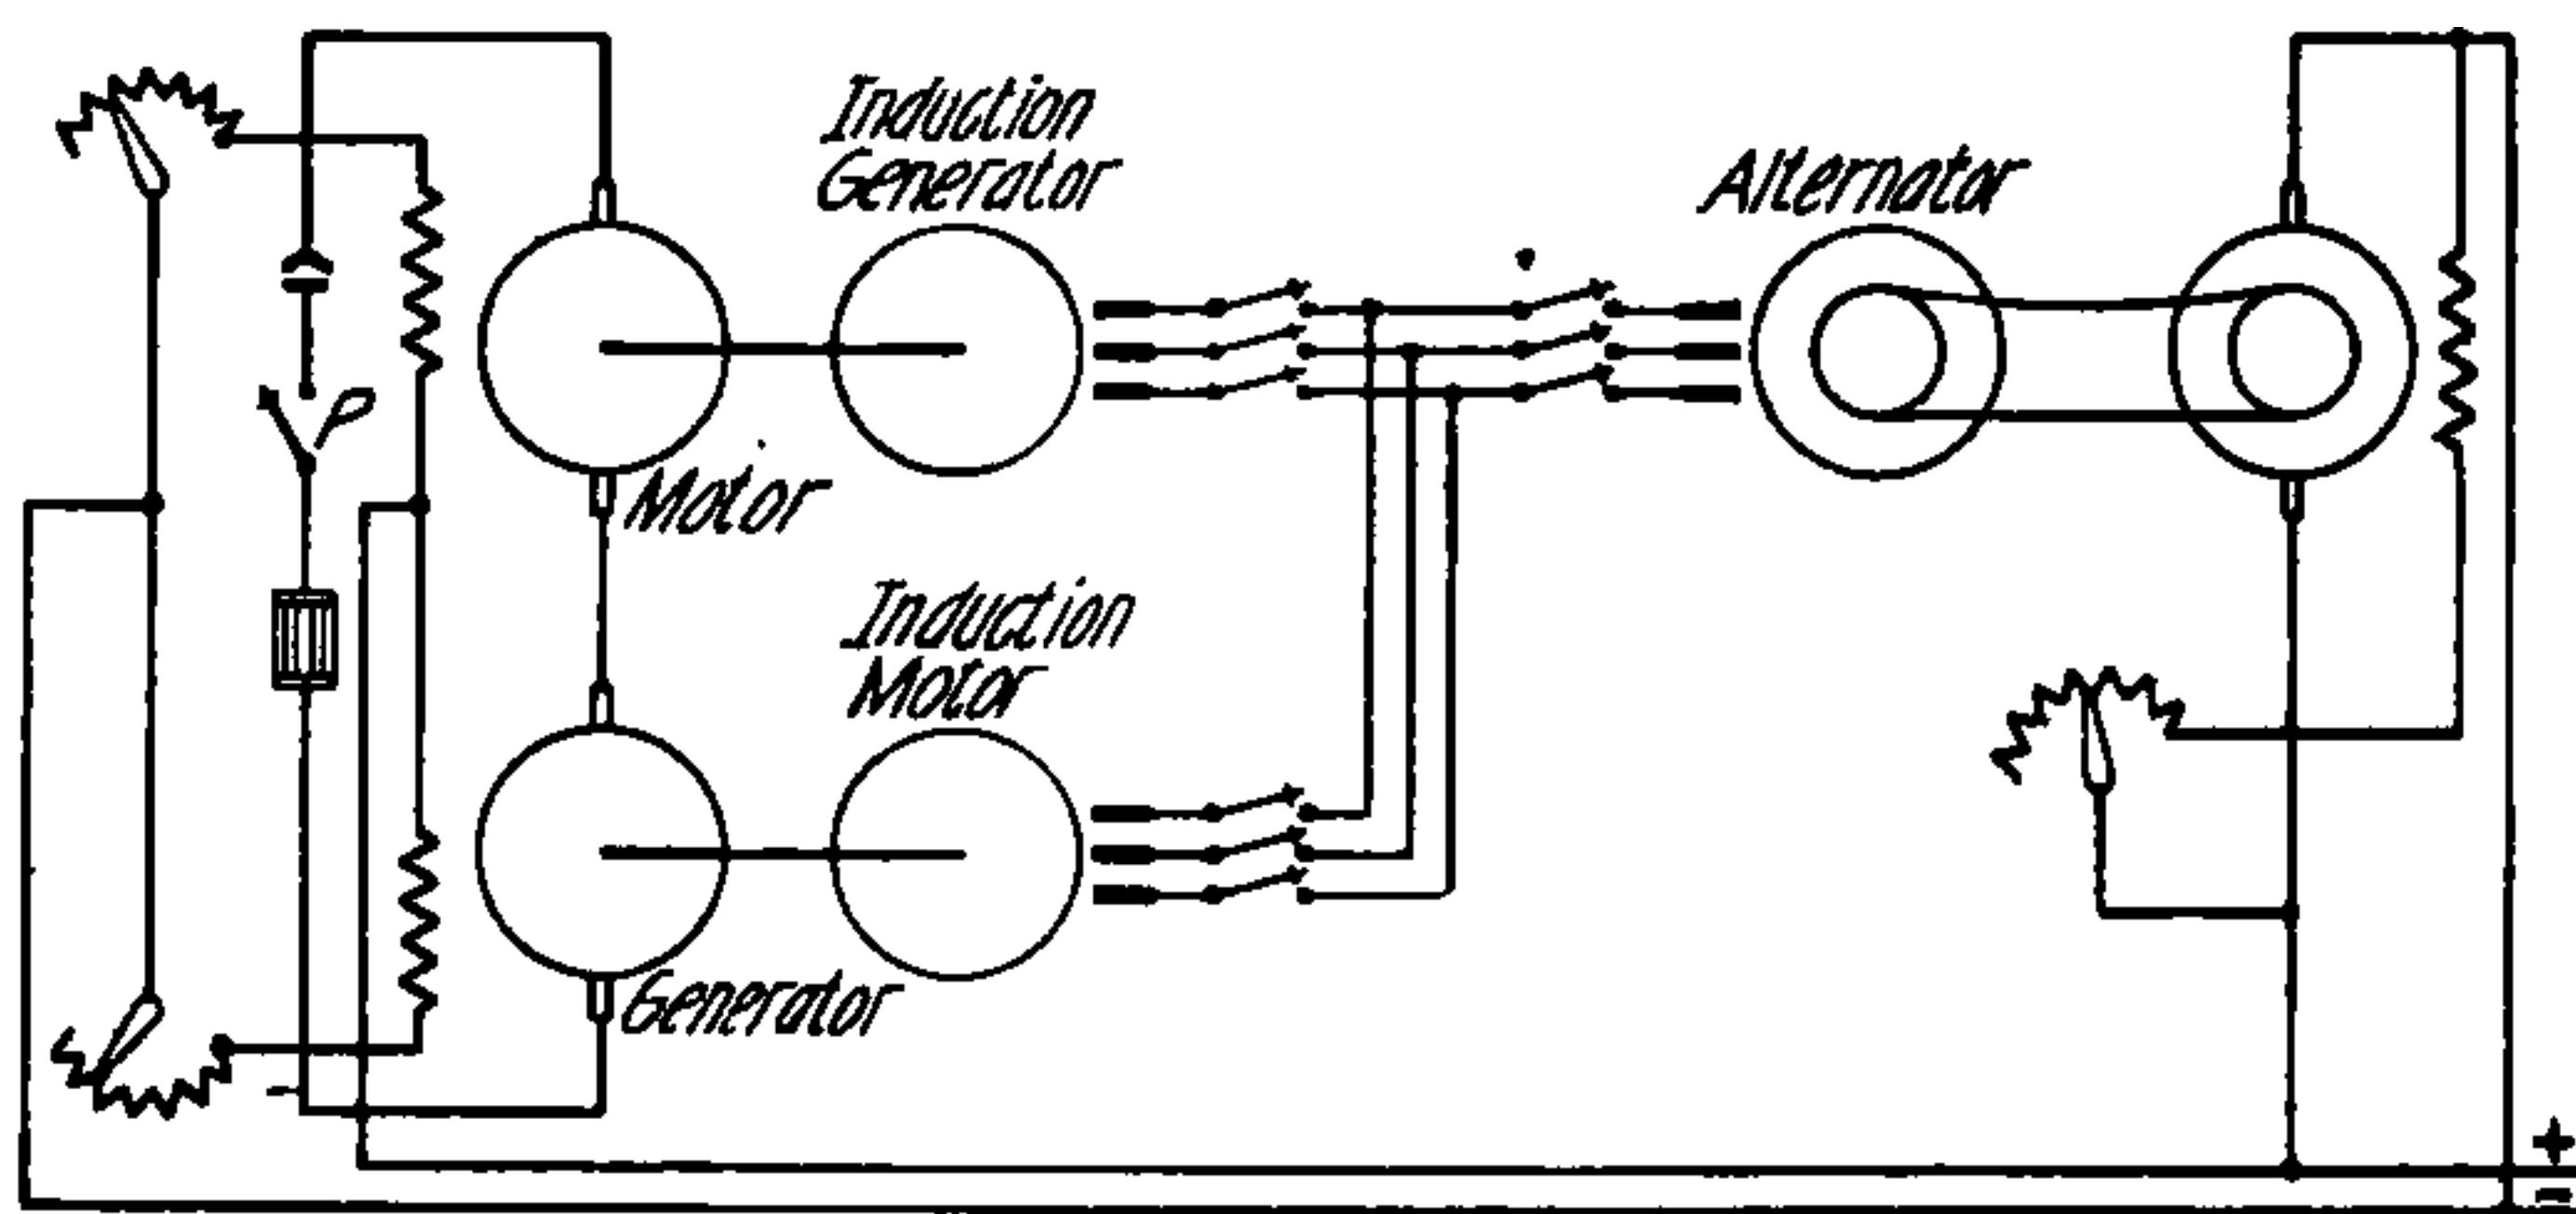 Induction
Generator
Alternator
P
Motor
Induction
Motor
Generator
+
-